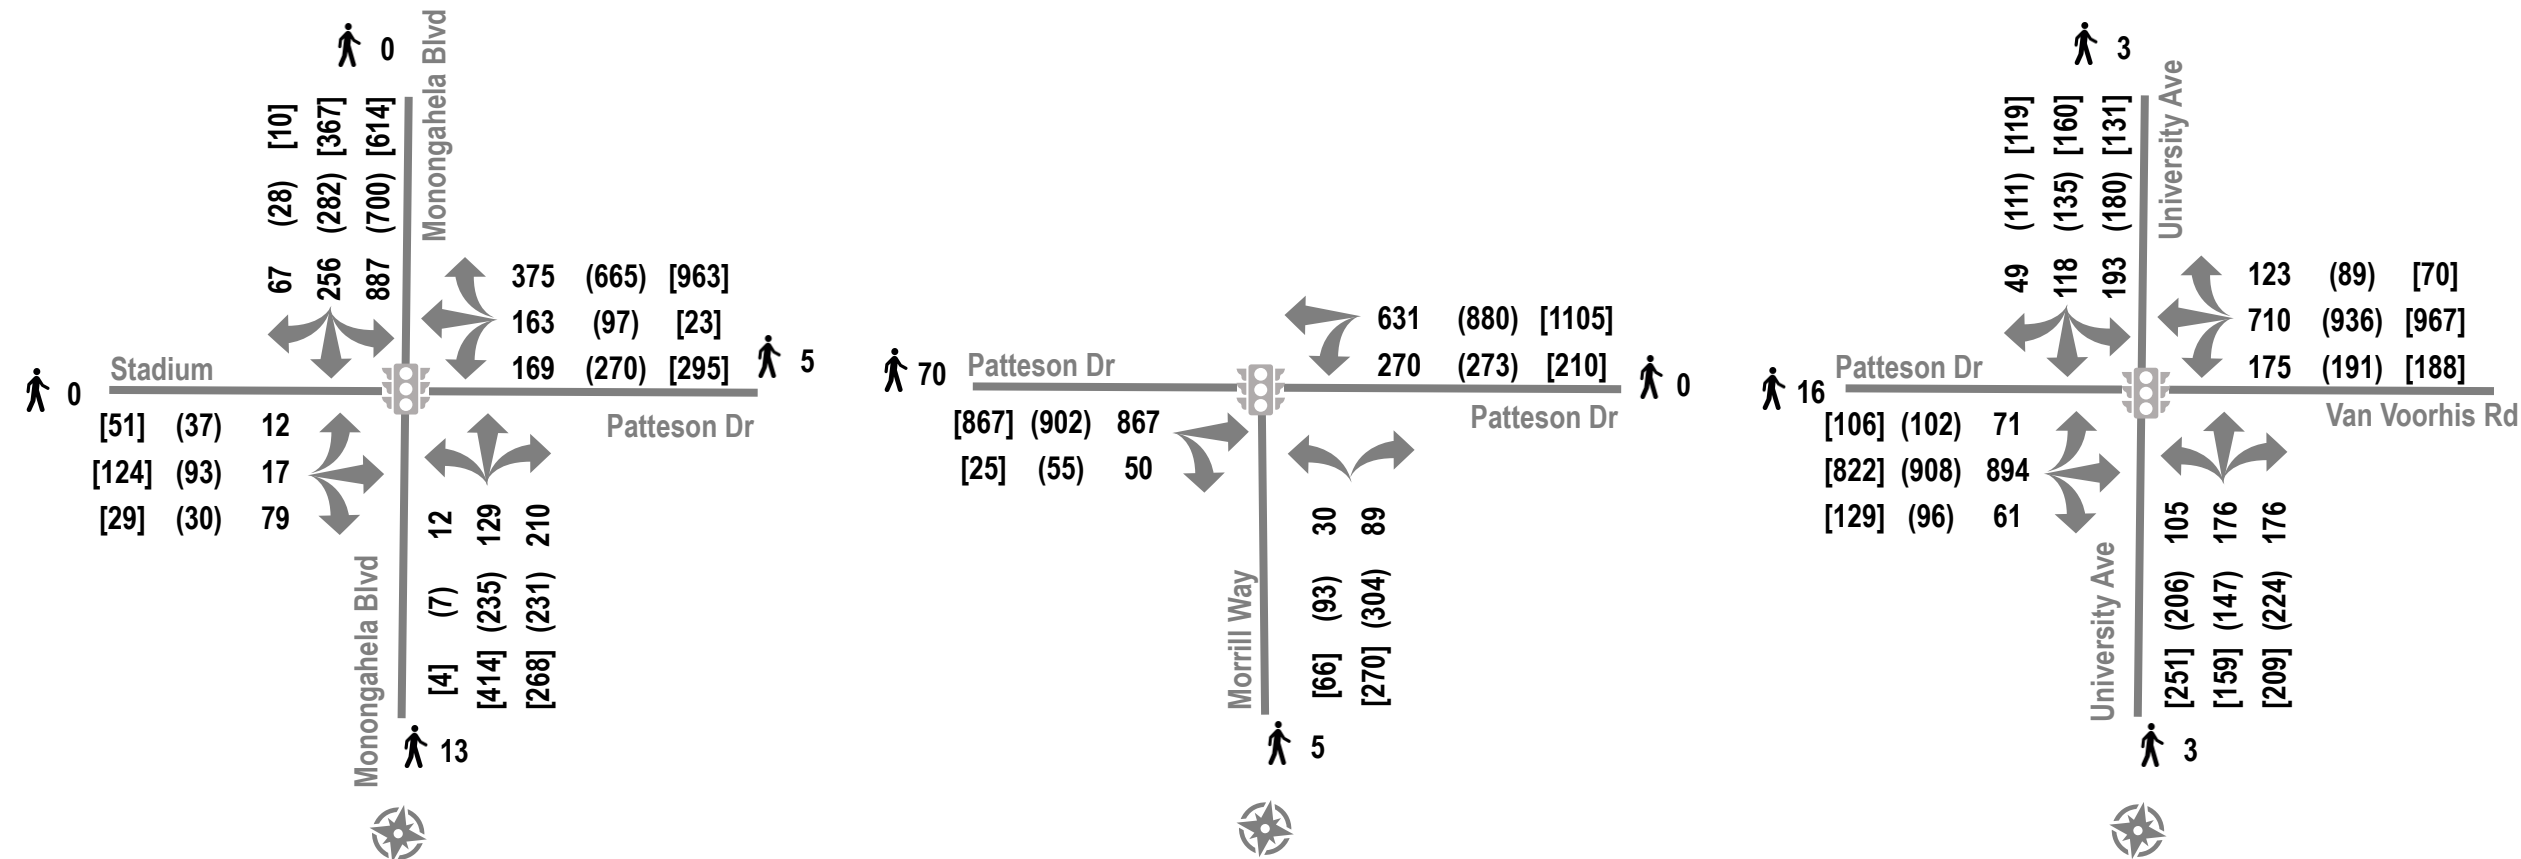 0
Monongahela Blvd
67 (28) [10]
256 (282) [367]
887 (700) [614]
375 (665) [963]
163 (97) [23]
169 (270) [295]
5
Stadium
0
[51] (37) 12
[124] (93) 17
[29] (30) 79
Patteson Dr
Monongahela Blvd
[4] (7) 12
[414] (235) 129
[268] (231) 210
13
631 (880) [1105]
270 (273) [210]
70
Patteson Dr
0
[867] (902) 867
[25] (55) 50
Patteson Dr
Morrill Way
[66] (93) 30
[270] (304) 89
5
3
University Ave
49 (111) [119]
118 (135) [160]
193 (180) [131]
123 (89) [70]
710 (936) [967]
175 (191) [188]
Patteson Dr
16
[106] (102) 71
[822] (908) 894
[129] (96) 61
Van Voorhis Rd
University Ave
[251] (206) 105
[159] (147) 176
[209] (224) 176
3